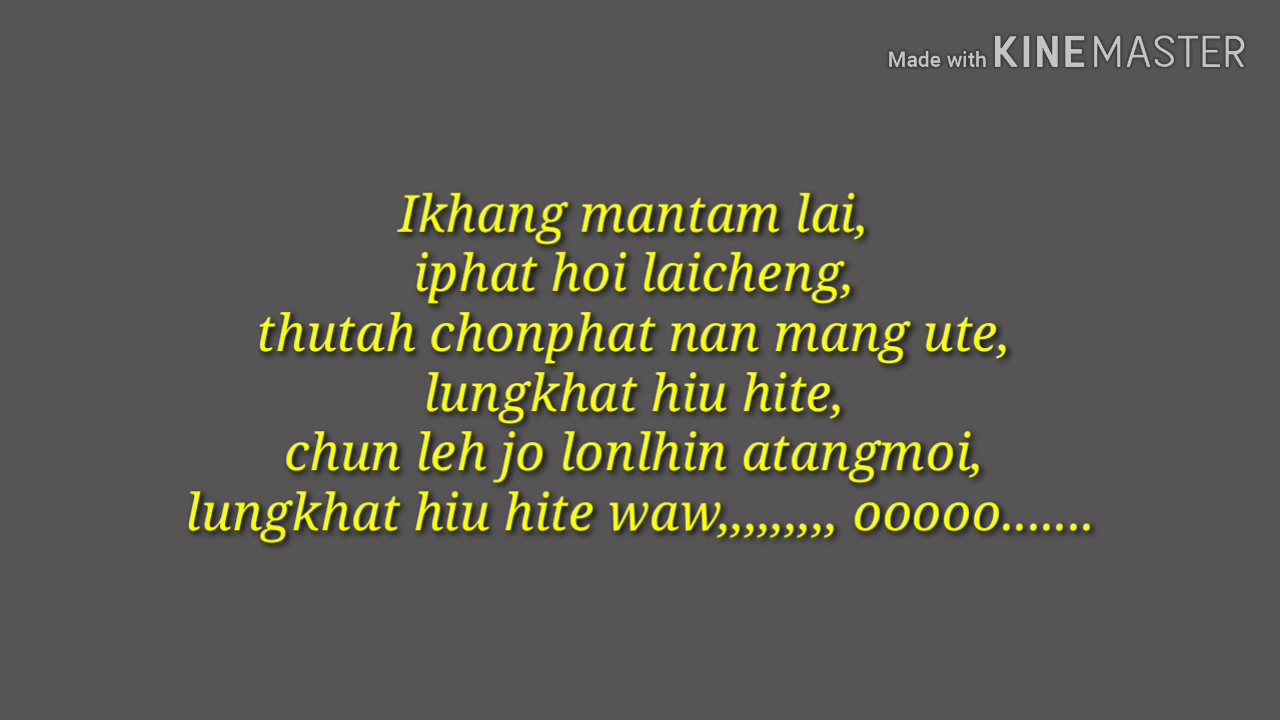 Made with KINEMASTER
Ikhang mantam lai,
iphat hoi laicheng,
thutah chonphat nan mang ute,
lungkhat hiu hite,
chun leh jo lonlhin atangmoi,
lungkhat hiu hite waw,,,,,,,,, ooooo.......